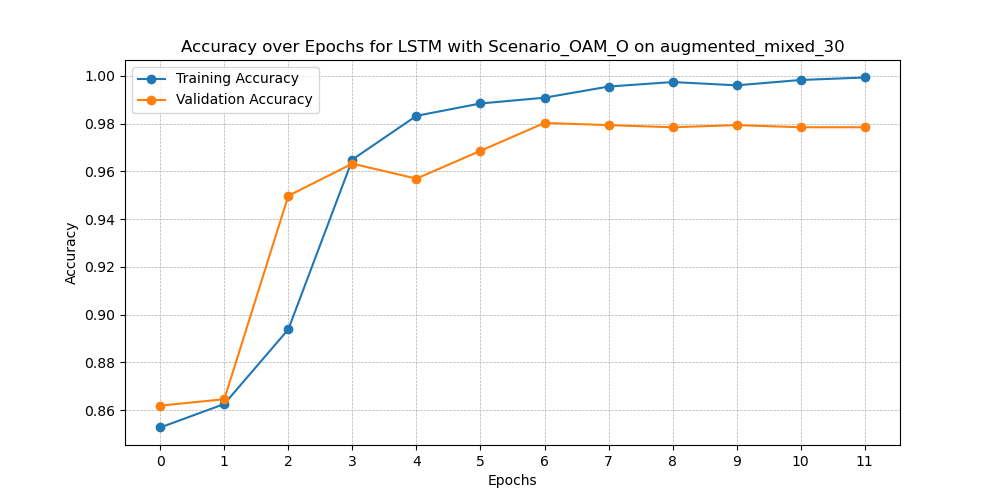 Accuracy over Epochs for LSTM with Scenario_OAM_O on augmented_mixed_30
Training Accuracy
Validation Accuracy
Accuracy
1.00
0.98
0.96
0.94
0.92
0.90
0.88
0.86
0 1 2 3 4 5 6 7 8 9 10 11
Epochs